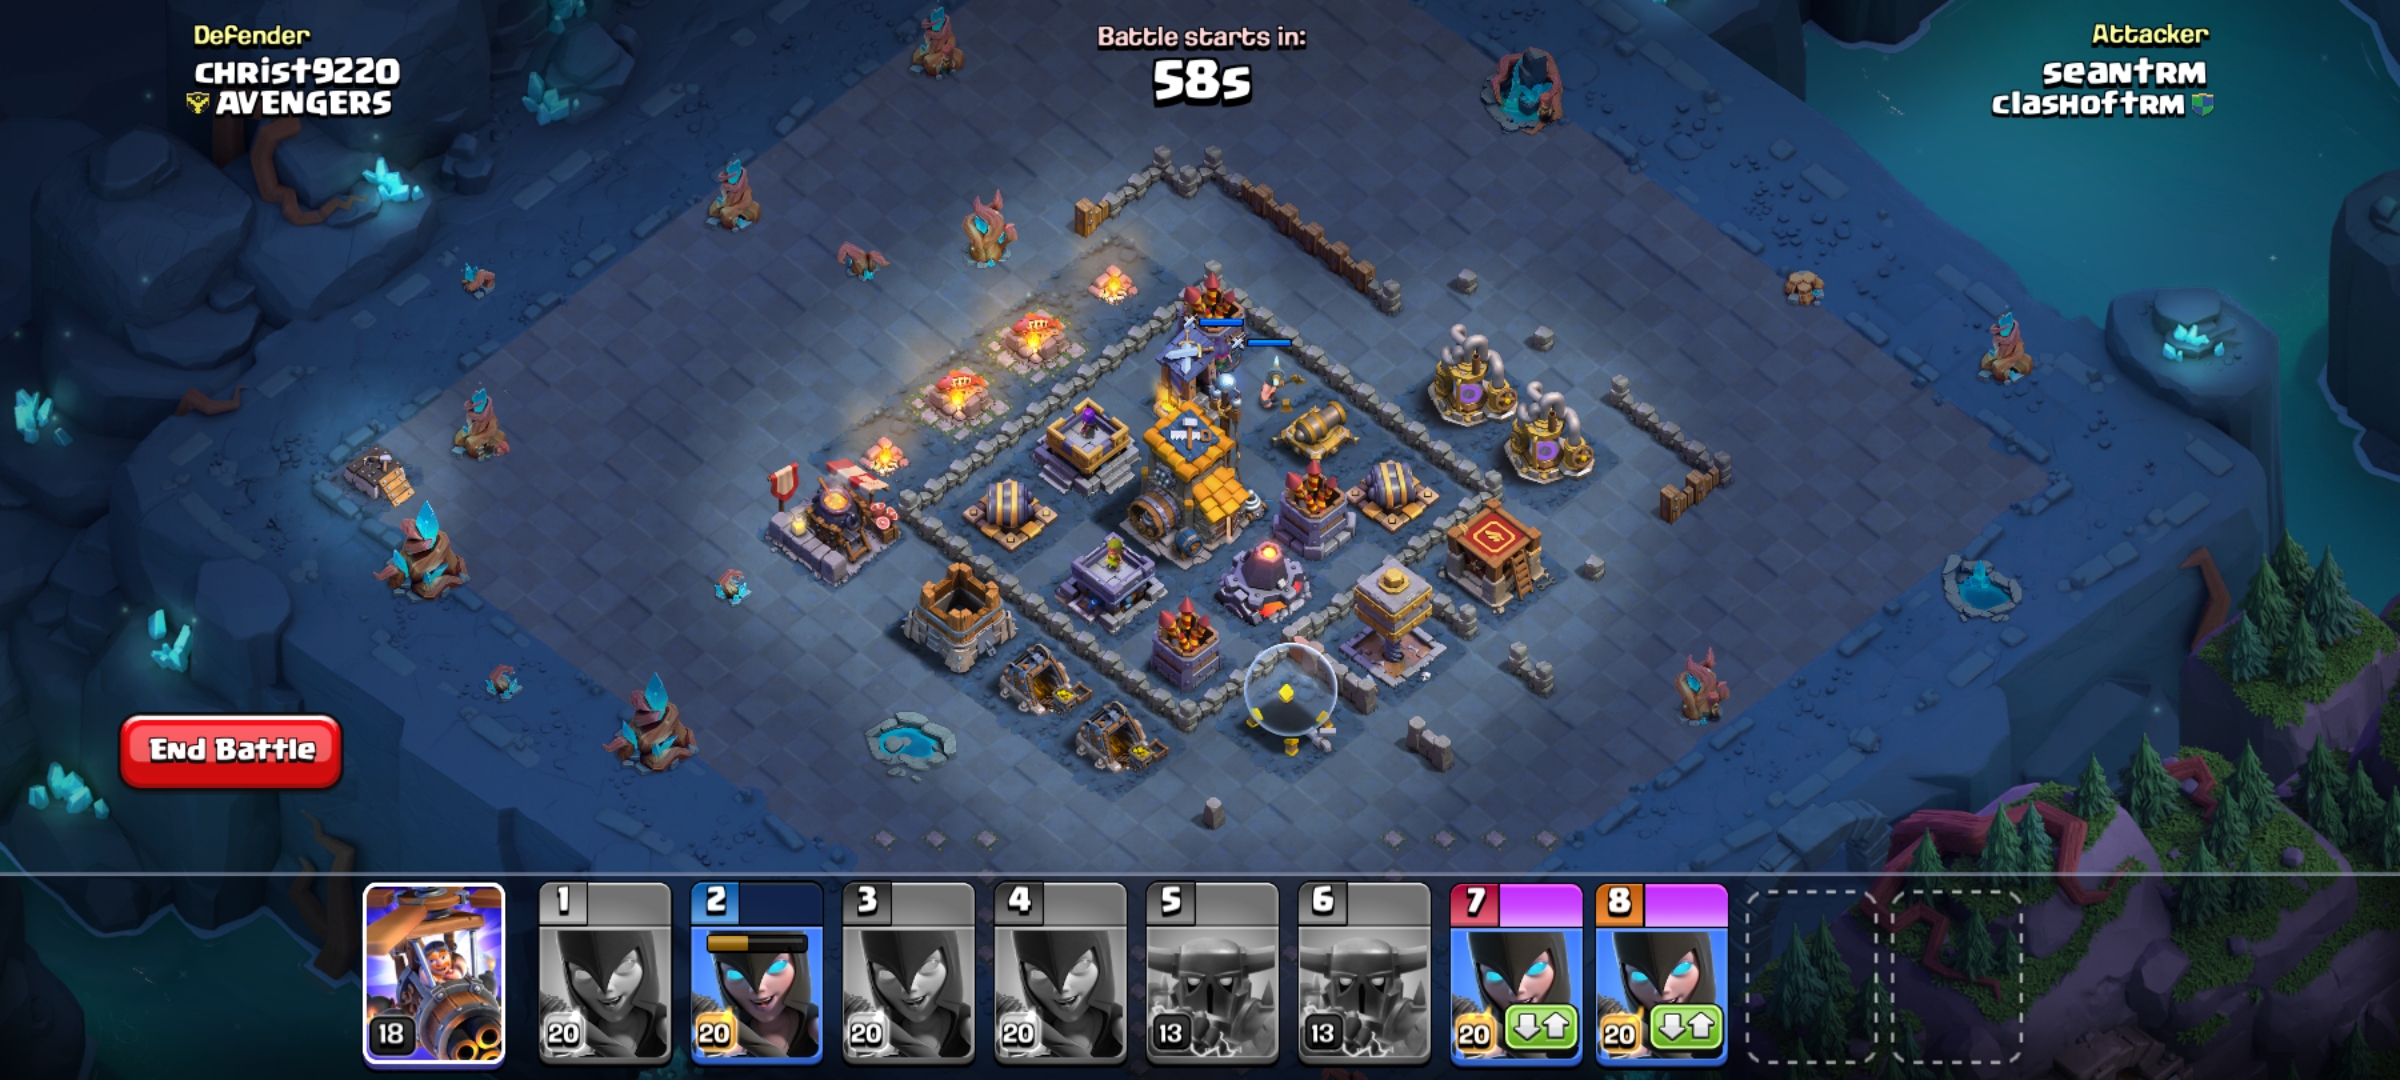 Defender
CHRiST9220
AVENGERS
Battle starts in:
58s
Attacker
seantRM
clashoftRM
End Battle
18
1
20
2
20
3
20
4
20
5
13
6
13
7
20
8
20